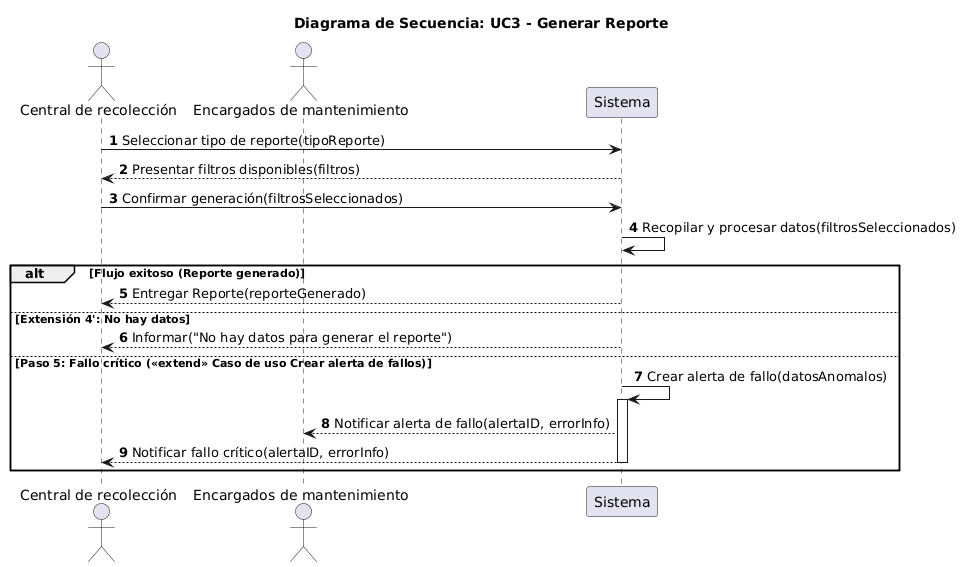 Diagrama de Secuencia: UC3 - Generar Reporte
Central de recolección
Encargados de mantenimiento
Sistema
1 Seleccionar tipo de reporte(tipoReporte)
2 Presentar filtros disponibles(filtros)
3 Confirmar generación(filtrosSeleccionados)
4 Recopilar y procesar datos(filtrosSeleccionados)
alt [Flujo exitoso (Reporte generado)]
5 Entregar Reporte(reporteGenerado)
[Extensión 4': No hay datos]
6 Informar("No hay datos para generar el reporte")
[Paso 5: Fallo crítico («extend» Caso de uso Crear alerta de fallos)]
7 Crear alerta de fallo(datosAnomalos)
8 Notificar alerta de fallo(alertaID, errorInfo)
9 Notificar fallo crítico(alertaID, errorInfo)
Central de recolección
Encargados de mantenimiento
Sistema